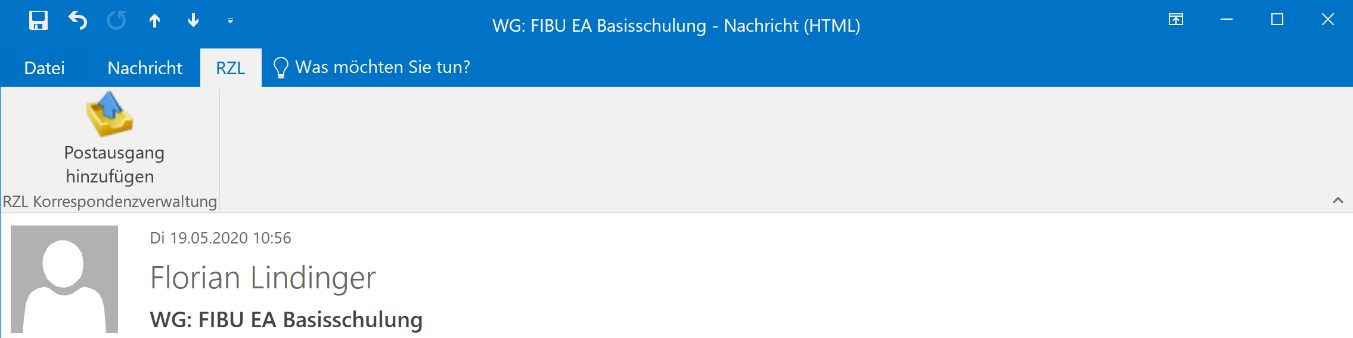 WG: FIBU EA Basisschulung - Nachricht (HTML)
Datei Nachricht RZL Was möchten Sie tun?
Postausgang
hinzufügen
RZL Korrespondenzverwaltung
Di 19.05.2020 10:56
Florian Lindinger
WG: FIBU EA Basisschulung